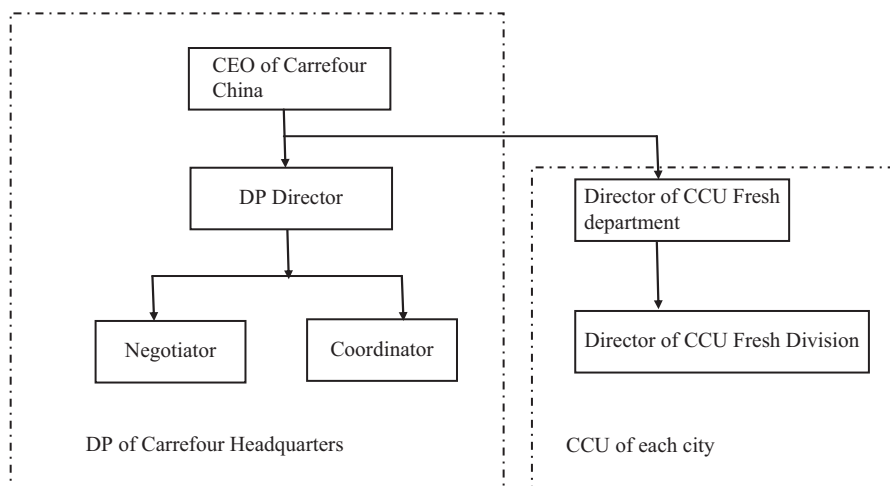 CEO of Carrefour
China
DP Director
Director of CCU Fresh
department
Negotiator
Coordinator
Director of CCU Fresh Division
DP of Carrefour Headquarters
CCU of each city